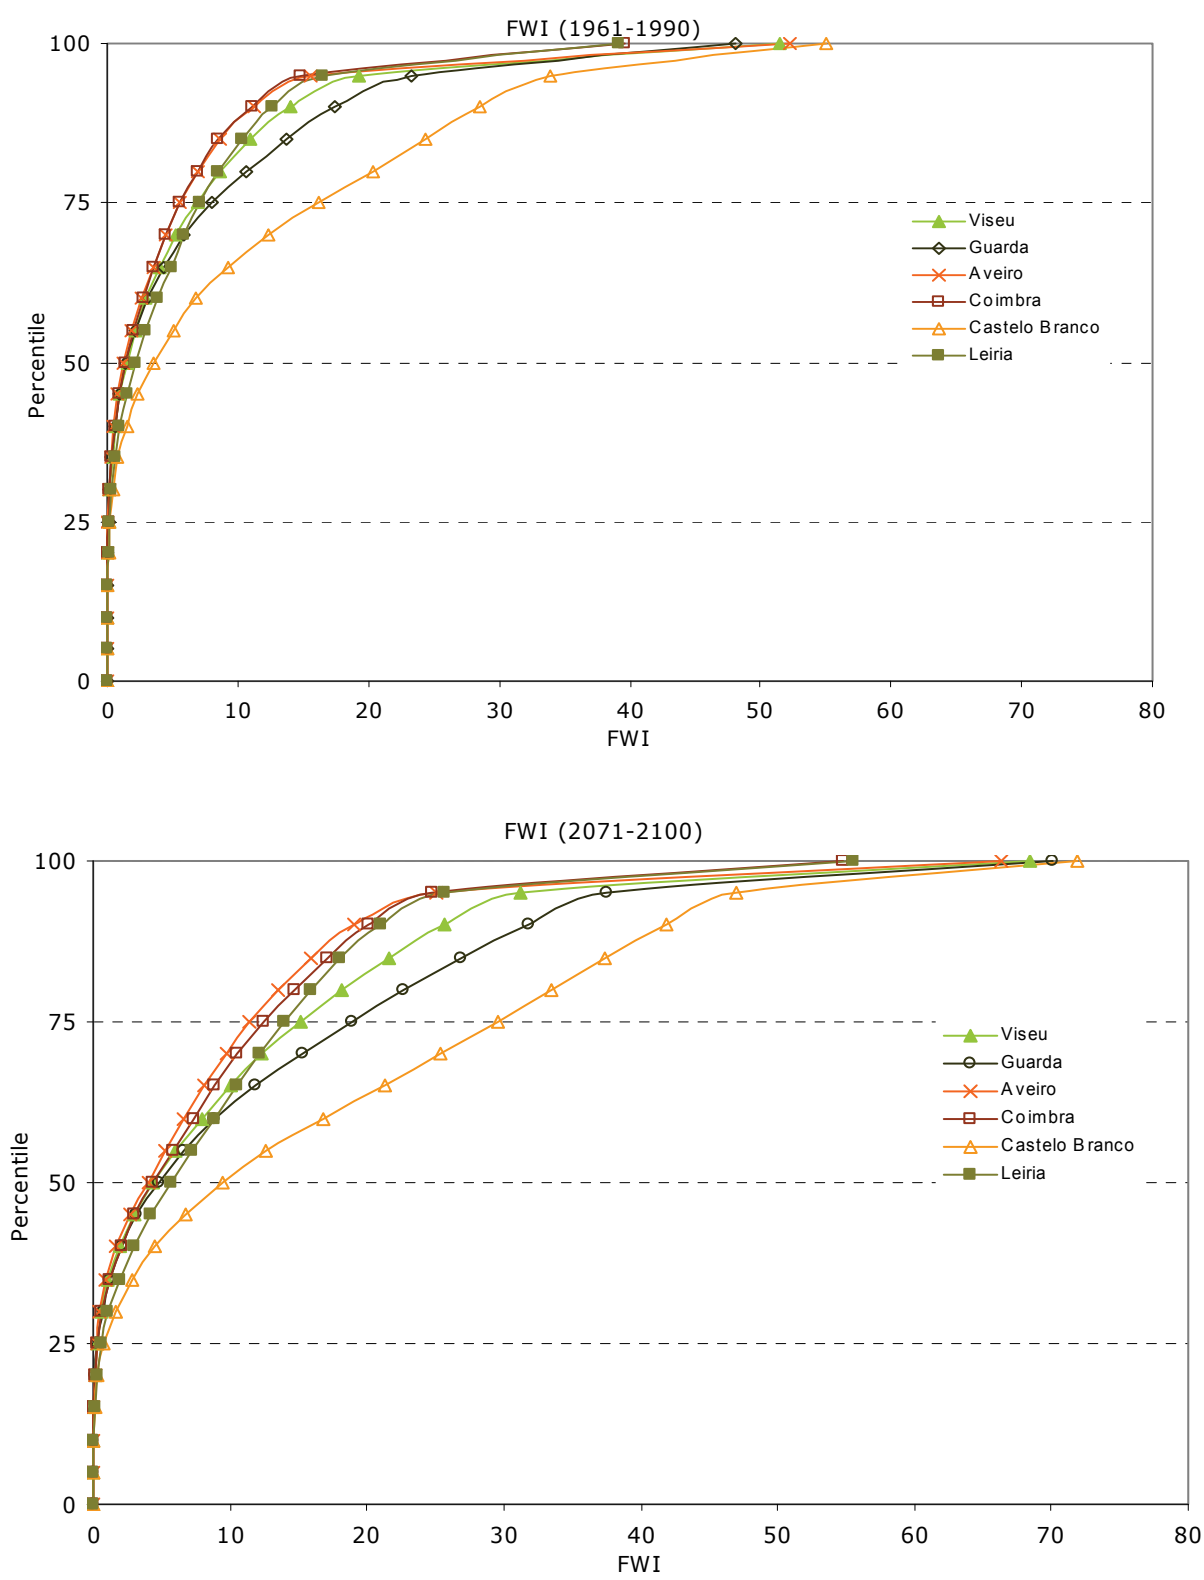 FWI (1961-1990)
100
75
50
25
0
Percentile
Viseu
Guarda
Aveiro
Coimbra
Castelo Branco
Leiria
0 10 20 30 40 50 60 70 80
FWI
FWI (2071-2100)
100
75
50
25
0
Percentile
Viseu
Guarda
Aveiro
Coimbra
Castelo Branco
Leiria
0 10 20 30 40 50 60 70 80
FWI